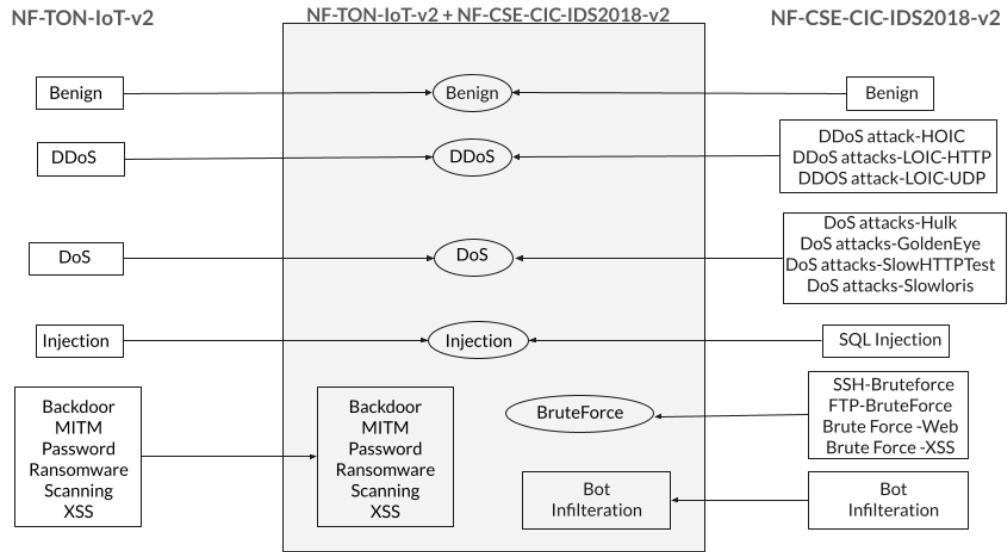 NF-TON-IoT-v2
NF-TON-IoT-v2 + NF-CSE-CIC-IDS2018-v2
NF-CSE-CIC-IDS2018-v2
Benign
Benign
Benign
DDoS
DDoS
DDoS attack-HOIC
DDoS attacks-LOIC-HTTP
DDOS attack-LOIC-UDP
DoS
DoS
DoS attacks-Hulk
DoS attacks-GoldenEye
DoS attacks-SlowHTTPTest
DoS attacks-Slowloris
Injection
Injection
SQL Injection
Backdoor
MITM
Password
Ransomware
Scanning
XSS
Backdoor
MITM
Password
Ransomware
Scanning
XSS
BruteForce
SSH-Bruteforce
FTP-BruteForce
Brute Force -Web
Brute Force -XSS
Bot
Infilteration
Bot
Infilteration